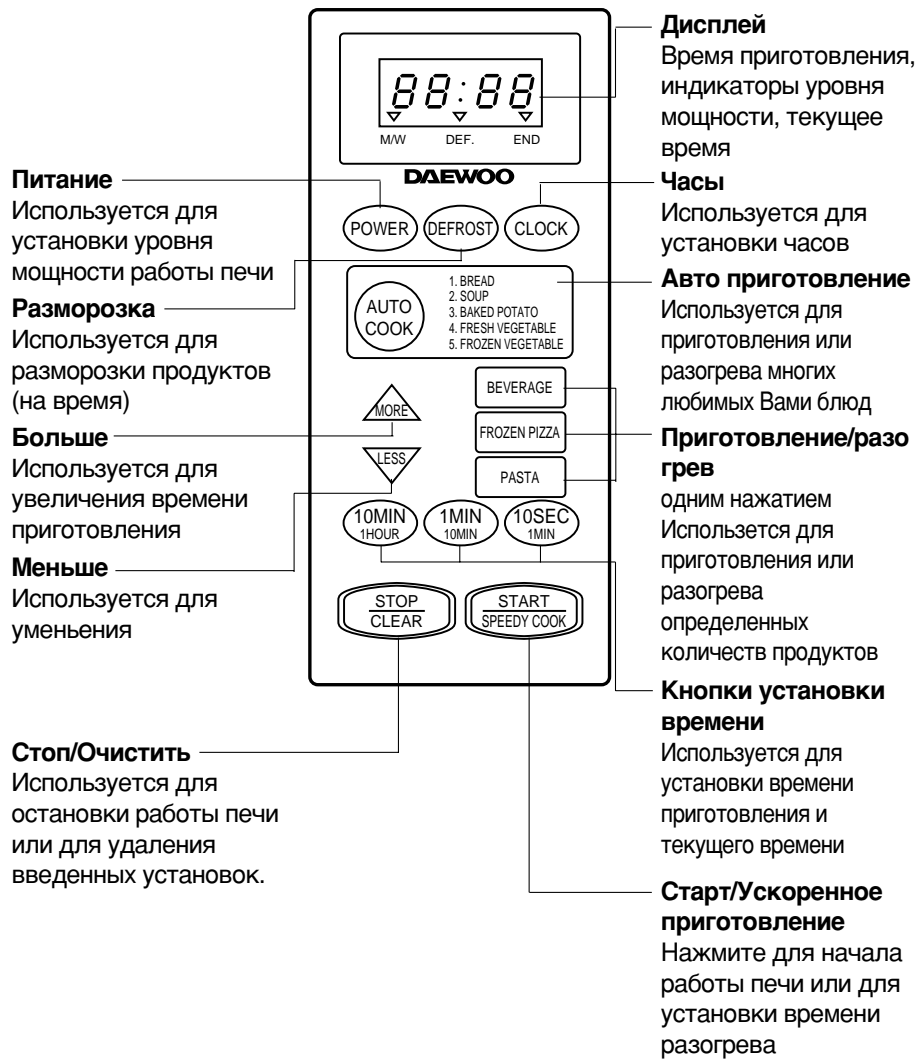 Питание
Используется для
установки уровня
мощности работы печи
Разморозка
Используется для
разморозки продуктов
(на время)
Больше
Используется для
увеличения времени
приготовления
Меньше
Используется для
уменьения
Стоп/Очистить
Используется для
остановки работы печи
или для удаления
введенных установок.
88:88
M/W DEF. END
DAEWOO
POWER DEFROST CLOCK
AUTO
COOK
1. BREAD
2. SOUP
3. BAKED POTATO
4. FRESH VEGETABLE
5. FROZEN VEGETABLE
MORE
LESS
BEVERAGE
FROZEN PIZZA
PASTA
10MIN 1MIN 10SEC
1HOUR 10MIN 1MIN
STOP
CLEAR
START
SPEEDY COOK
Дисплей
Время приготовления,
индикаторы уровня
мощности, текущее
время
Часы
Используется для
установки часов
Авто приготовление
Используется для
приготовления или
разогрева многих
любимых Вами блюд
Приготовление/разо
грев
одним нажатием
Использется для
приготовления или
разогрева
определенных
количеств продуктов
Кнопки установки
времени
Используется для
установки времени
приготовления и
текущего времени
Старт/Ускоренное
приготовление
Нажмите для начала
работы печи или для
установки времени
разогрева